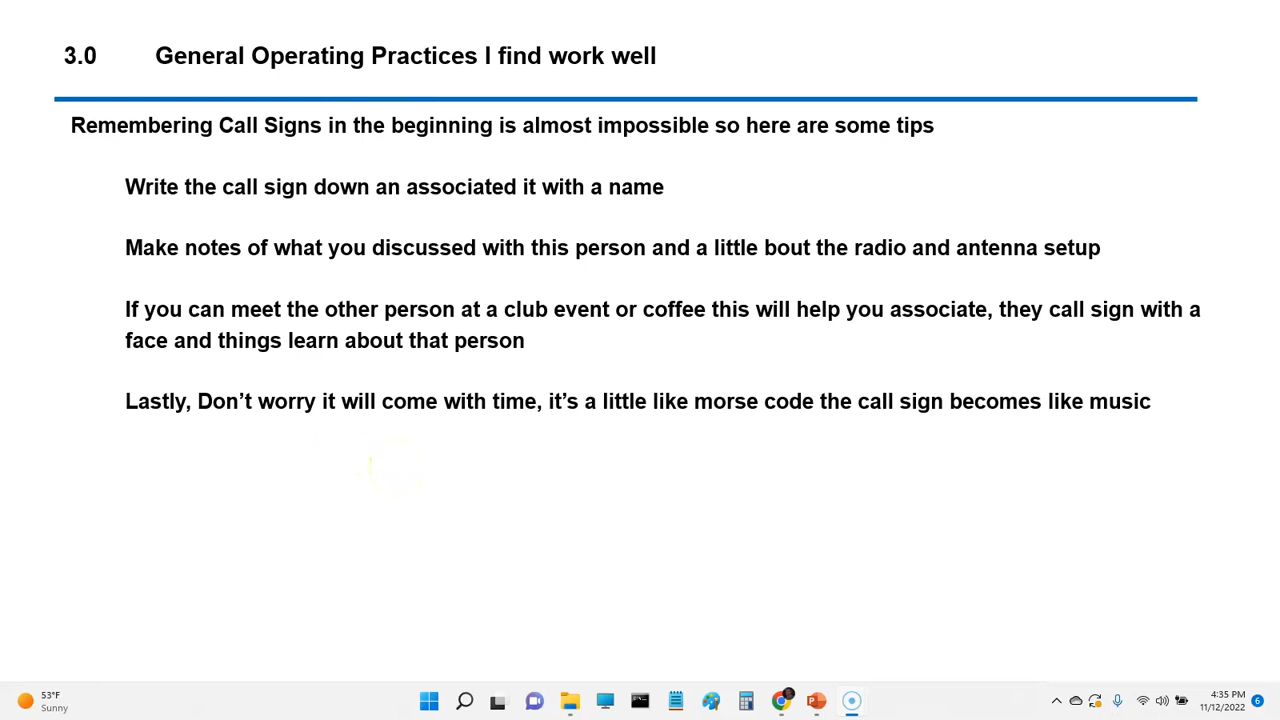 3.0 General Operating Practices I find work well
Remembering Call Signs in the beginning is almost impossible so here are some tips
Write the call sign down an associated it with a name
Make notes of what you discussed with this person and a little bout the radio and antenna setup
If you can meet the other person at a club event or coffee this will help you associate, they call sign with a
face and things learn about that person
Lastly, Don’t worry it will come with time, it’s a little like morse code the call sign becomes like music
53°F
Sunny
4:35 PM
11/12/2022
6